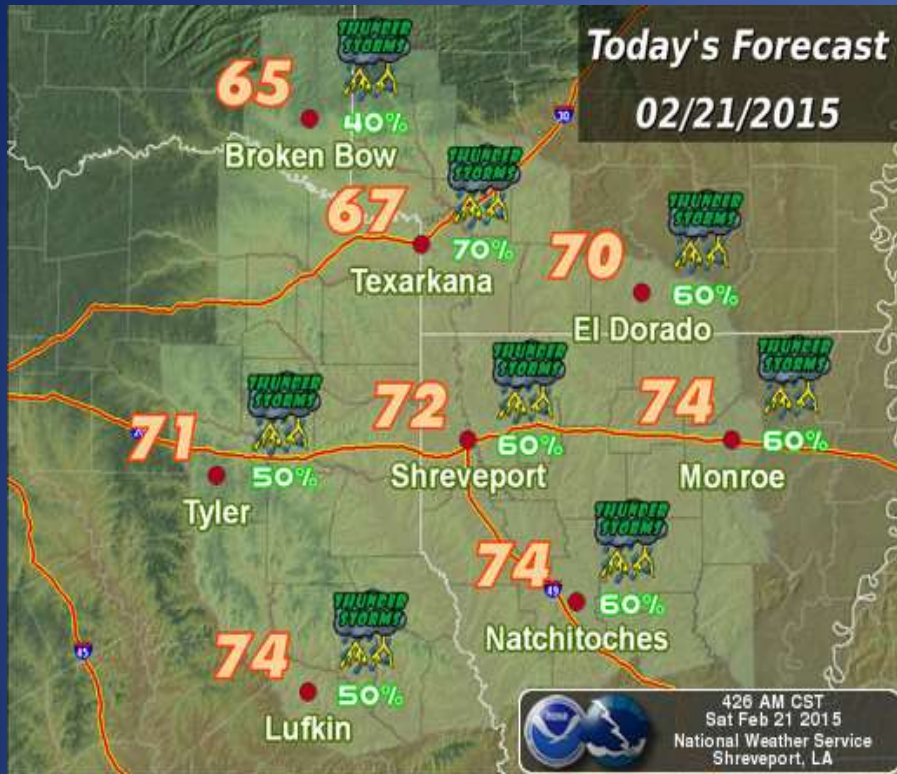 Today's Forecast
02/21/2015
THUNDER
STORMS
65
40%
Broken Bow
30
THUNDER
STORMS
67
70%
Texarkana
THUNDER
STORMS
70
60%
El Dorado
THUNDER
STORMS
71
50%
Tyler
THUNDER
STORMS
72
60%
Shreveport
THUNDER
STORMS
74
60%
Monroe
THUNDER
STORMS
74
49
60%
Natchitoches
45
THUNDER
STORMS
74
50%
Lufkin
noaa
426 AM CST
Sat Feb 21 2015
National Weather Service
Shreveport, LA